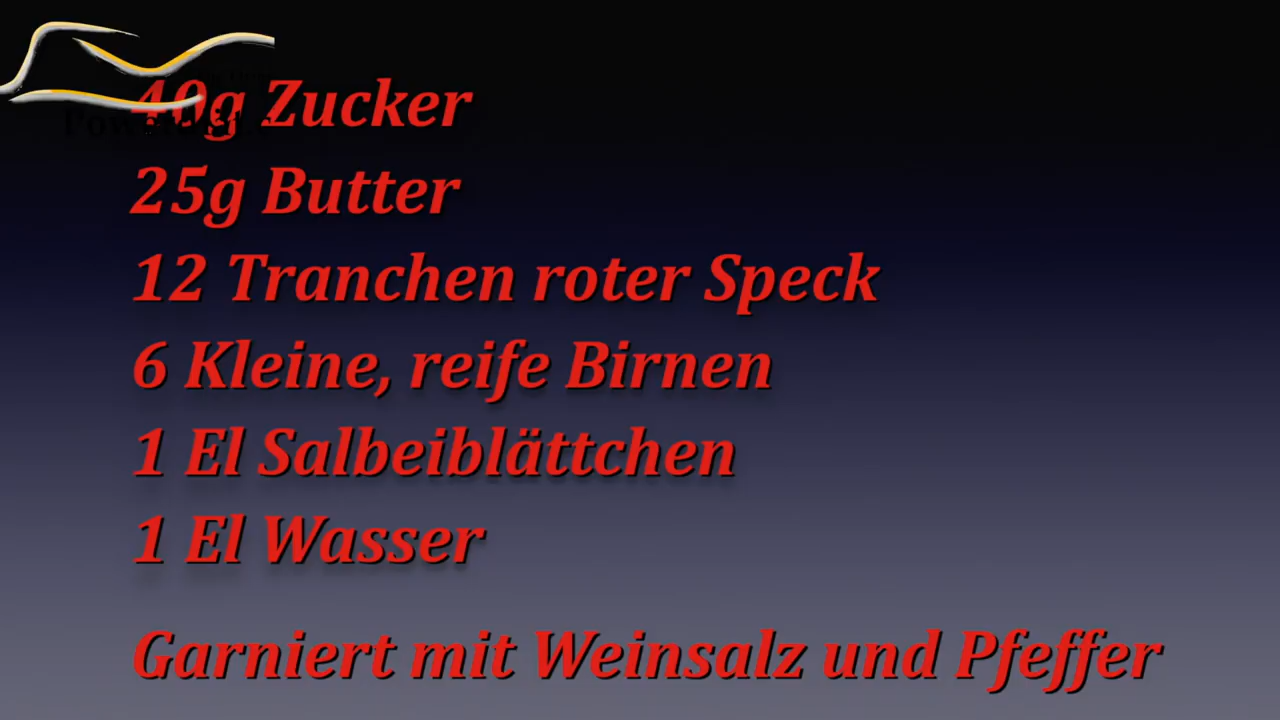 40g Zucker
25g Butter
12 Tranchen roter Speck
6 Kleine, reife Birnen
1 El Salbeiblättchen
1 El Wasser
Garniert mit Weinsalz und Pfeffer